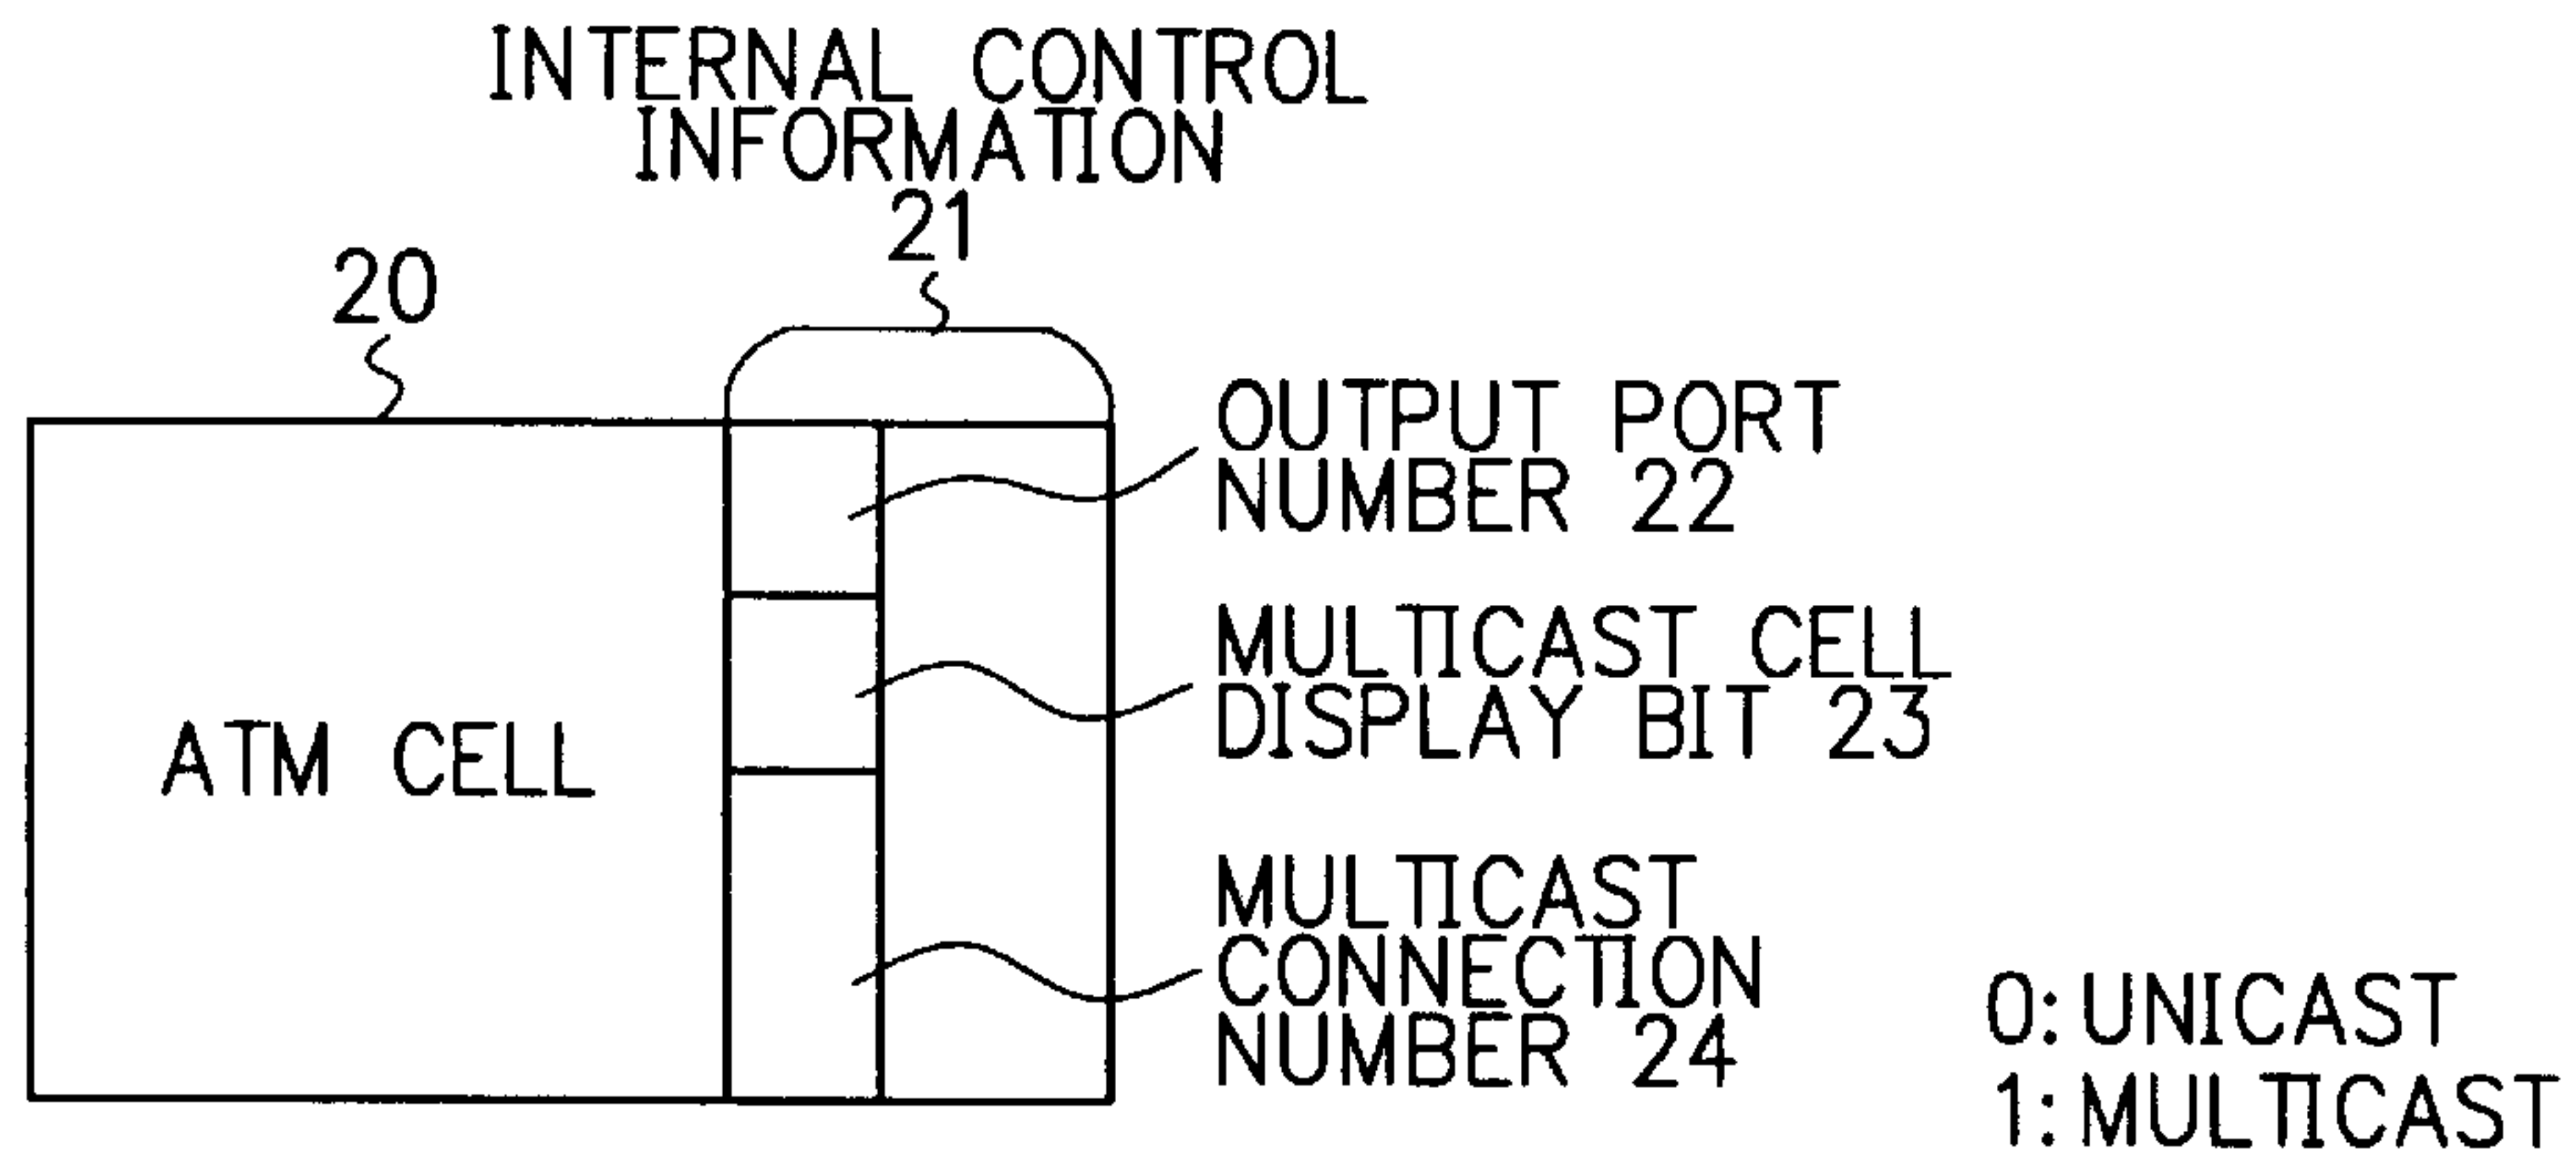 INTERNAL CONTROL
INFORMATION
21
20
OUTPUT PORT
NUMBER 22
MULTICAST CELL
DISPLAY BIT 23
ATM CELL
MULTICAST
CONNECTION
NUMBER 24
0: UNICAST
1: MULTICAST